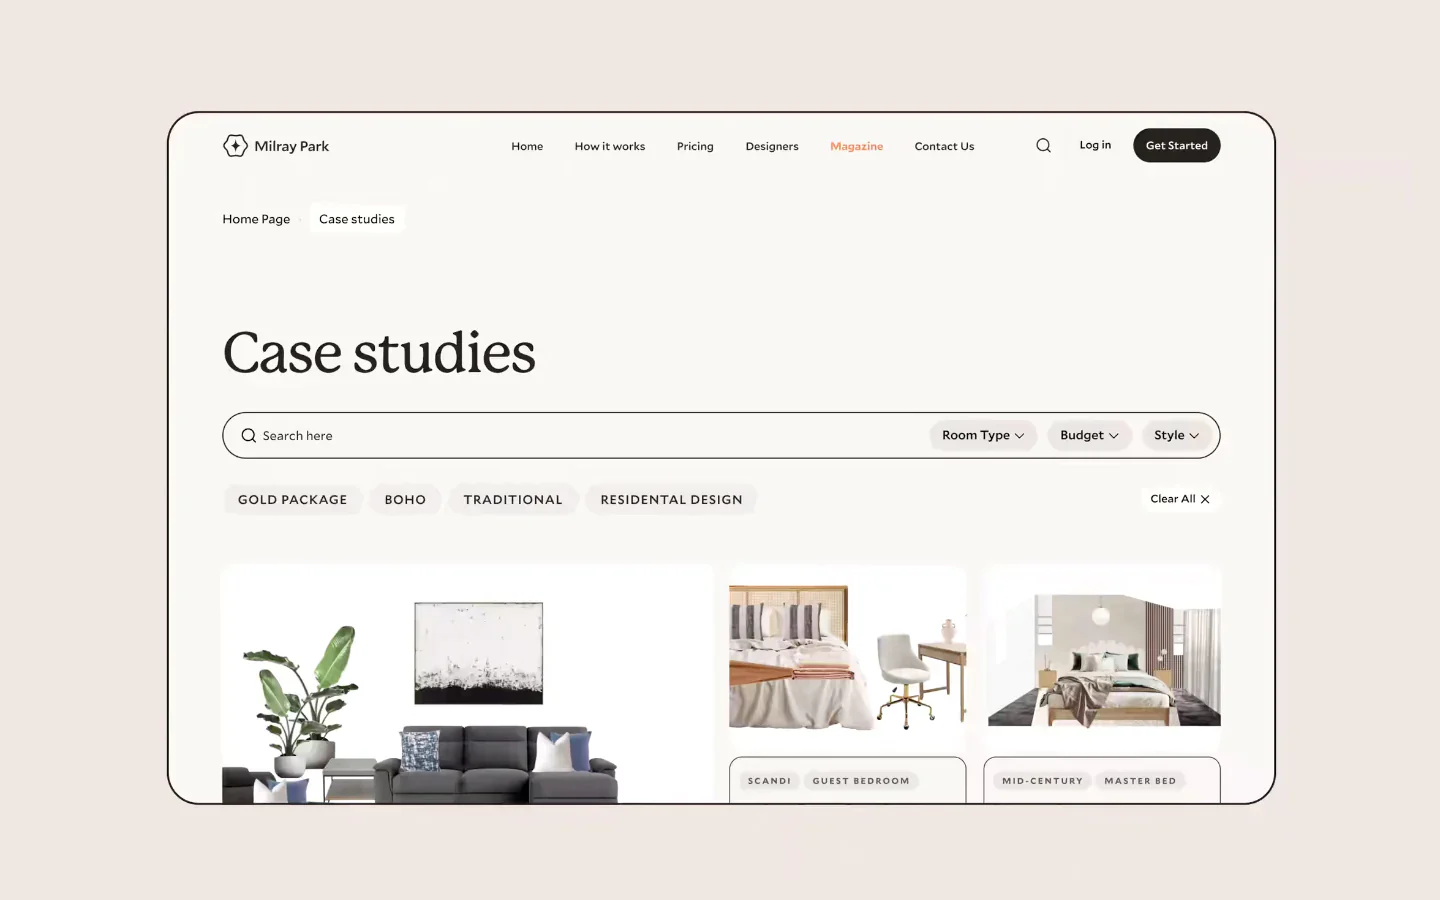 Milray Park
Home How it works Pricing Designers Magazine Contact Us Log in Get Started
Home Page Case studies
Case studies
Search here Room Type Budget Style
GOLD PACKAGE BOHO TRADITIONAL RESIDENTAL DESIGN Clear All
SCANDI GUEST BEDROOM
MID-CENTURY MASTER BED